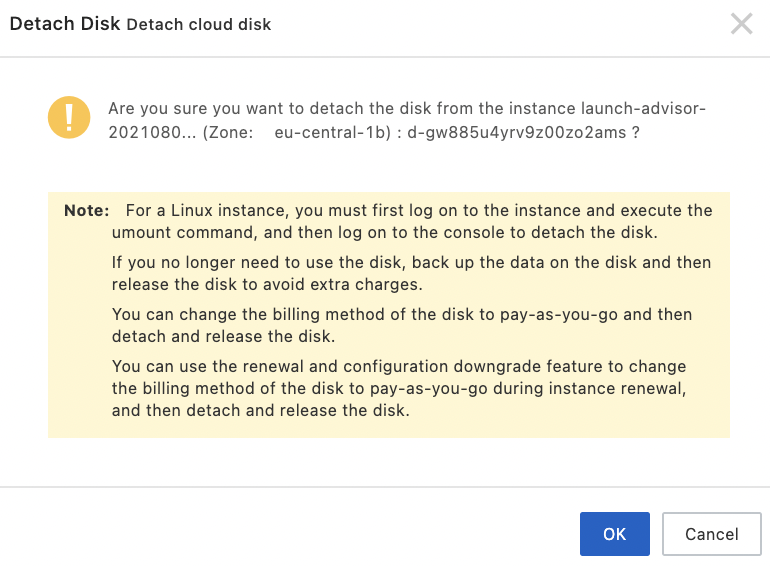 Detach Disk Detach cloud disk
Are you sure you want to detach the disk from the instance launch-advisor-
2021080... (Zone: eu-central-1b) : d-gw885u4yrv9z00zo2ams ?
Note: For a Linux instance, you must first log on to the instance and execute the
umount command, and then log on to the console to detach the disk.
If you no longer need to use the disk, back up the data on the disk and then
release the disk to avoid extra charges.
You can change the billing method of the disk to pay-as-you-go and then
detach and release the disk.
You can use the renewal and configuration downgrade feature to change
the billing method of the disk to pay-as-you-go during instance renewal,
and then detach and release the disk.
OK Cancel